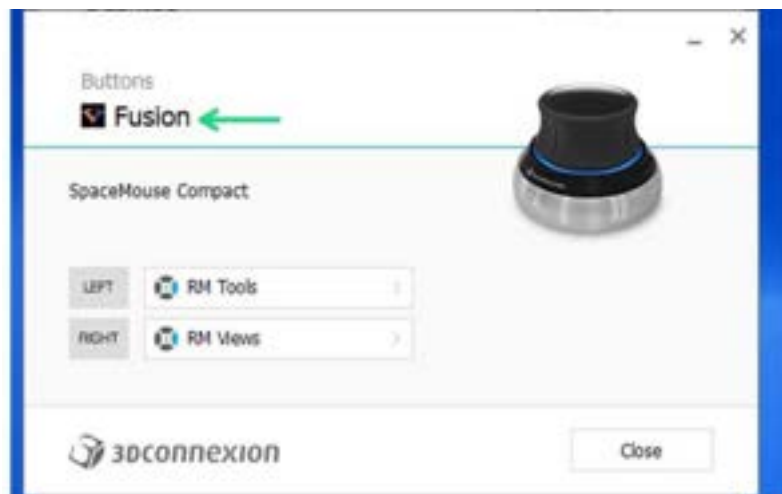 Buttons
Fusion
SpaceMouse Compact
LEFT
RM Tools
RIGHT
RM Views
3Dconnexion
Close